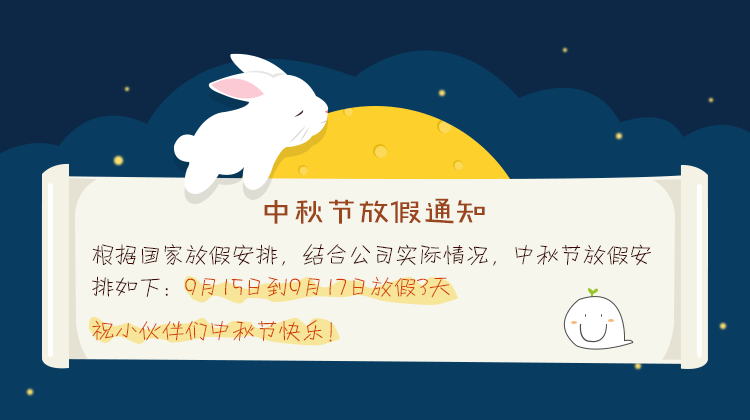 中秋节放假通知
根据国家放假安排，结合公司实际情况，中秋节放假安
排如下：9月15日到9月17日放假3天
祝小伙伴们中秋节快乐！